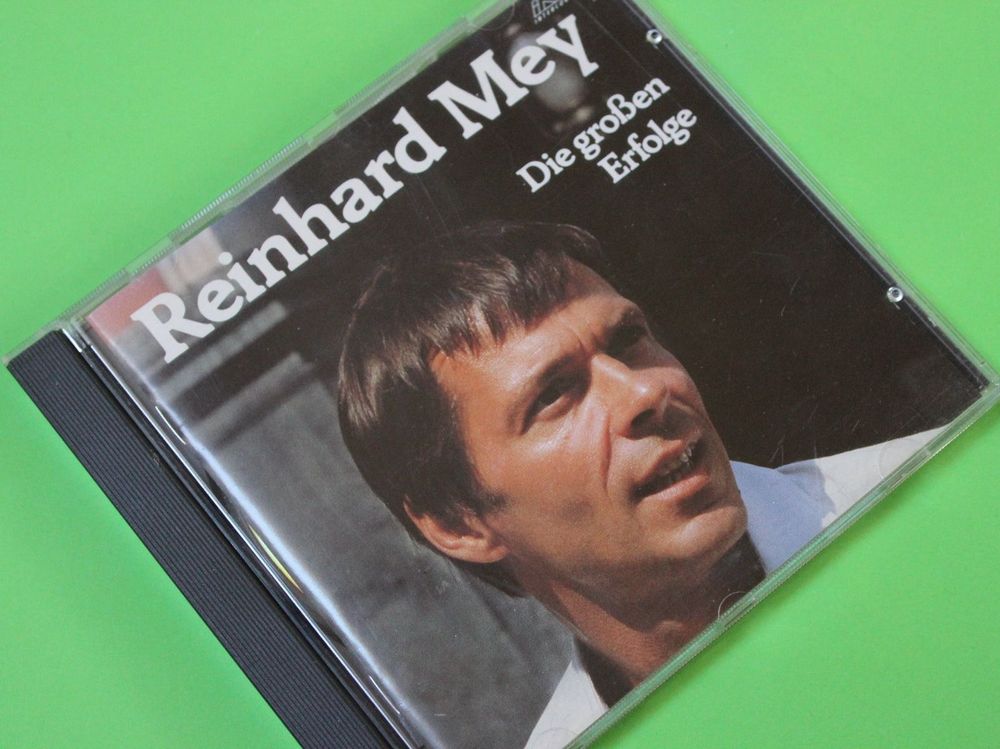 Reinhard Mey
Die großen
Erfolge